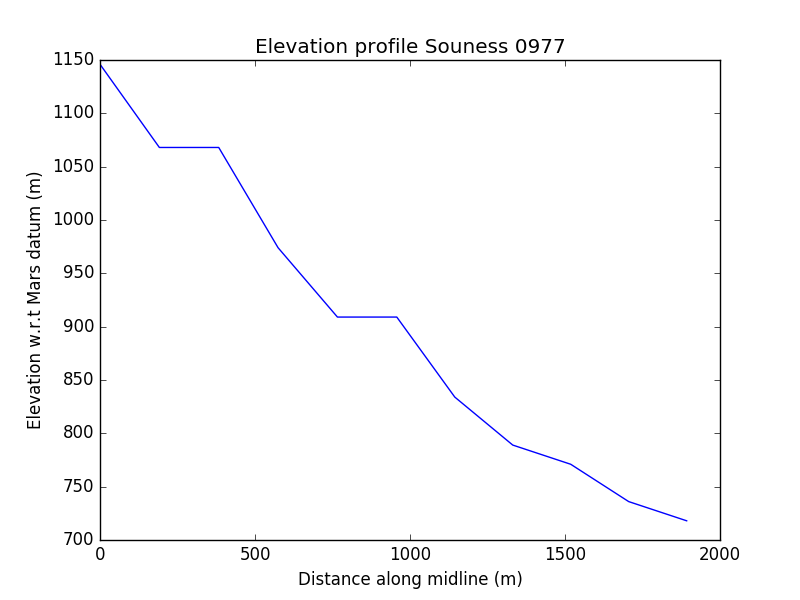 Elevation profile Souness 0977
1150
1100
1050
1000
950
900
850
800
750
700
Elevation w.r.t Mars datum (m)
0 500 1000 1500 2000
Distance along midline (m)